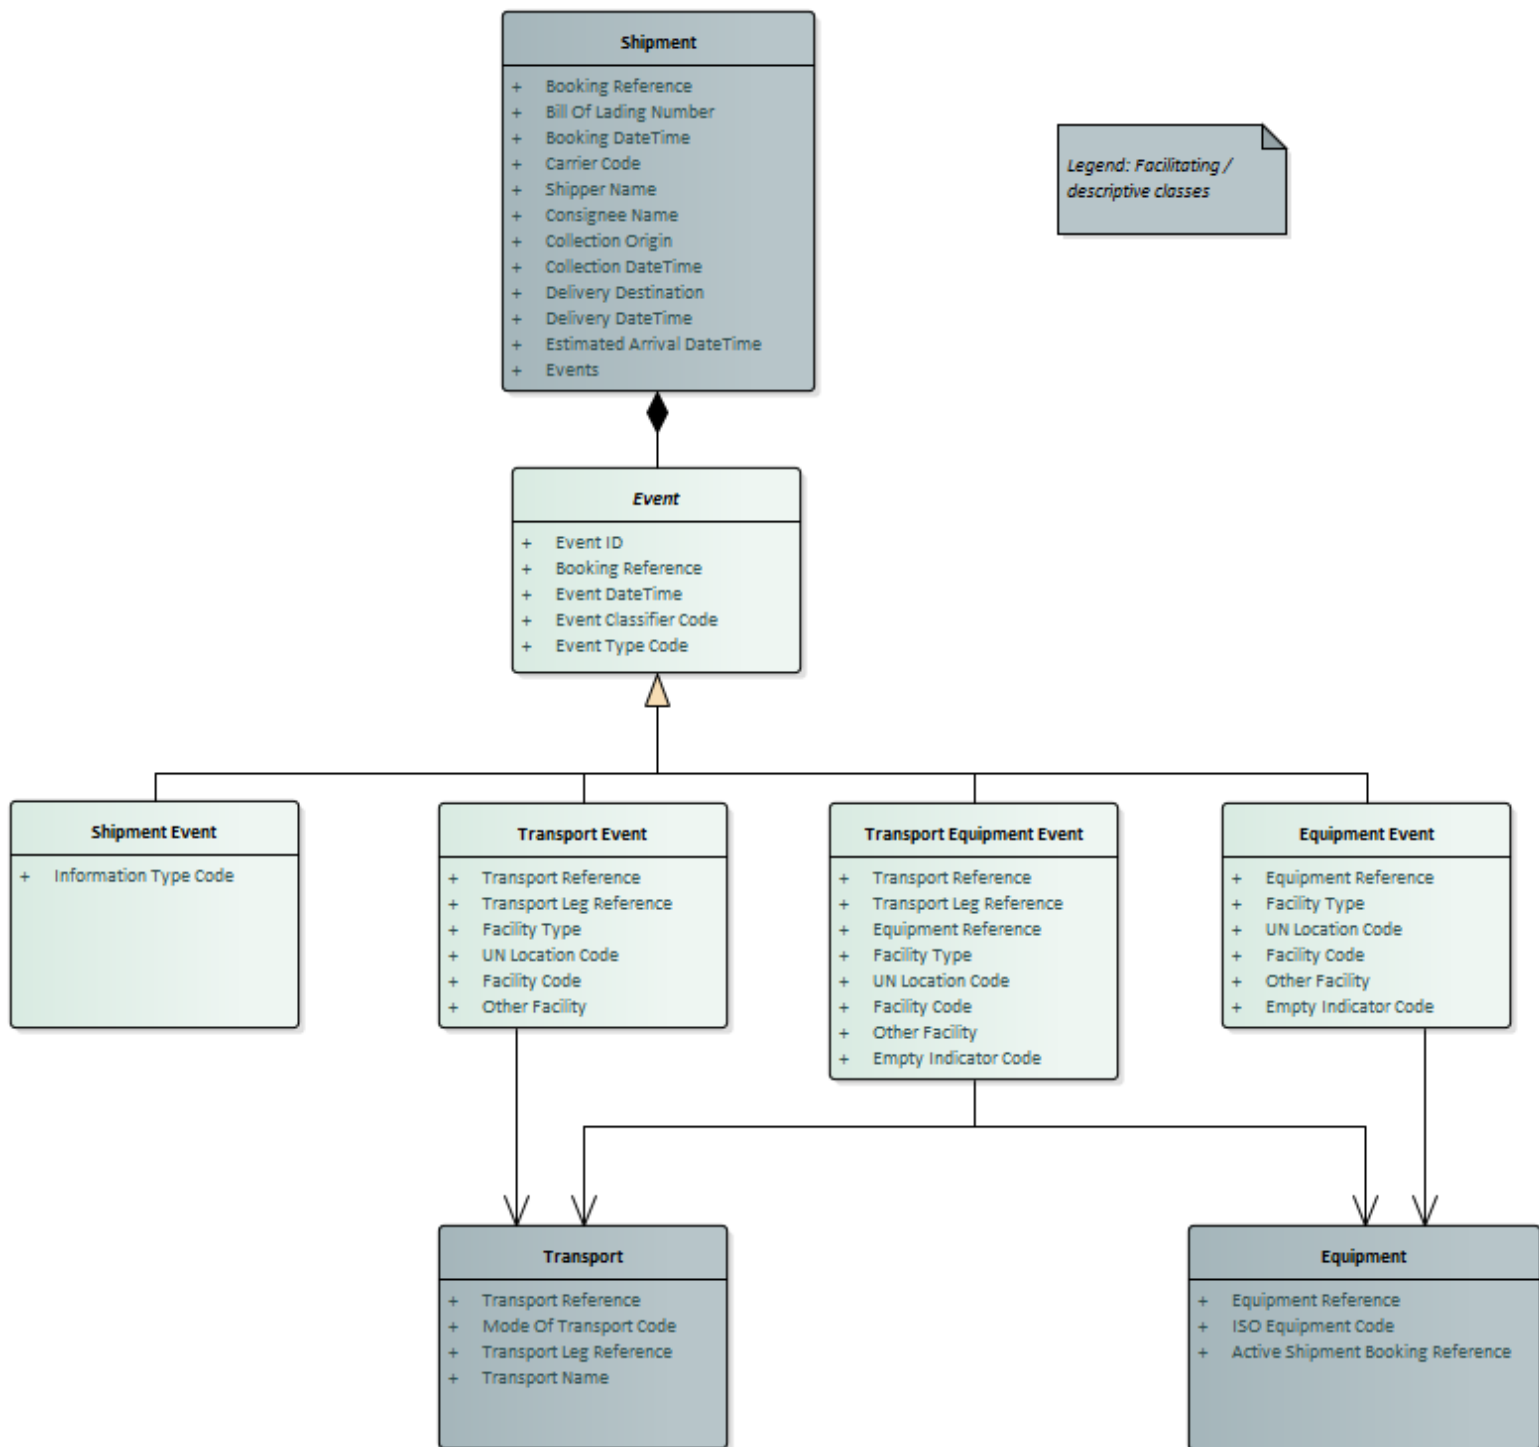 Shipment
+ Booking Reference
+ Bill Of Lading Number
+ Booking DateTime
+ Carrier Code
+ Shipper Name
+ Consignee Name
+ Collection Origin
+ Collection DateTime
+ Delivery Destination
+ Delivery DateTime
+ Estimated Arrival DateTime
+ Events
Legend: Facilitating /
descriptive classes
Event
+ Event ID
+ Booking Reference
+ Event DateTime
+ Event Classifier Code
+ Event Type Code
Shipment Event
+ Information Type Code
Transport Event
+ Transport Reference
+ Transport Leg Reference
+ Facility Type
+ UN Location Code
+ Facility Code
+ Other Facility
Transport Equipment Event
+ Transport Reference
+ Transport Leg Reference
+ Equipment Reference
+ Facility Type
+ UN Location Code
+ Facility Code
+ Other Facility
+ Empty Indicator Code
Equipment Event
+ Equipment Reference
+ Facility Type
+ UN Location Code
+ Facility Code
+ Other Facility
+ Empty Indicator Code
Transport
+ Transport Reference
+ Mode Of Transport Code
+ Transport Leg Reference
+ Transport Name
Equipment
+ Equipment Reference
+ ISO Equipment Code
+ Active Shipment Booking Reference